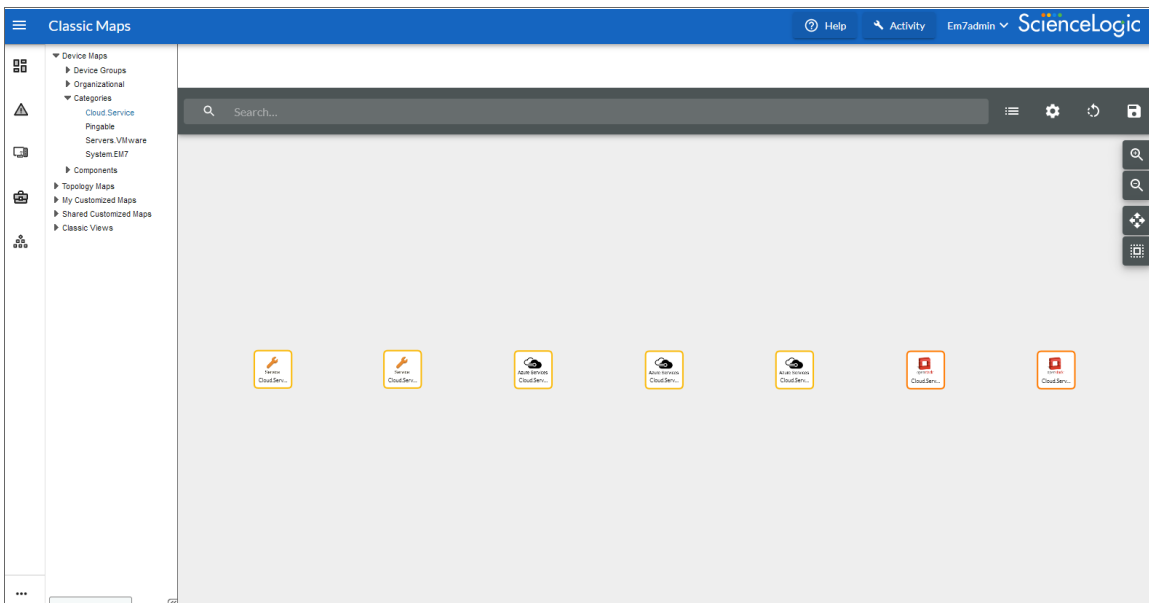 Classic Maps
Help
Activity
Em7admin
ScienceLogic
Device Maps
Device Groups
Organizational
Categories
Cloud.Service
Pingable
Servers.VMware
System.EM7
Components
Topology Maps
My Customized Maps
Shared Customized Maps
Classic Views
Search...
Service
Cloud.Serv...
Service
Cloud.Serv...
Azure Services
Cloud.Serv...
Azure Services
Cloud.Serv...
Azure Services
Cloud.Serv...
Cloud.Serv...
Cloud.Serv...